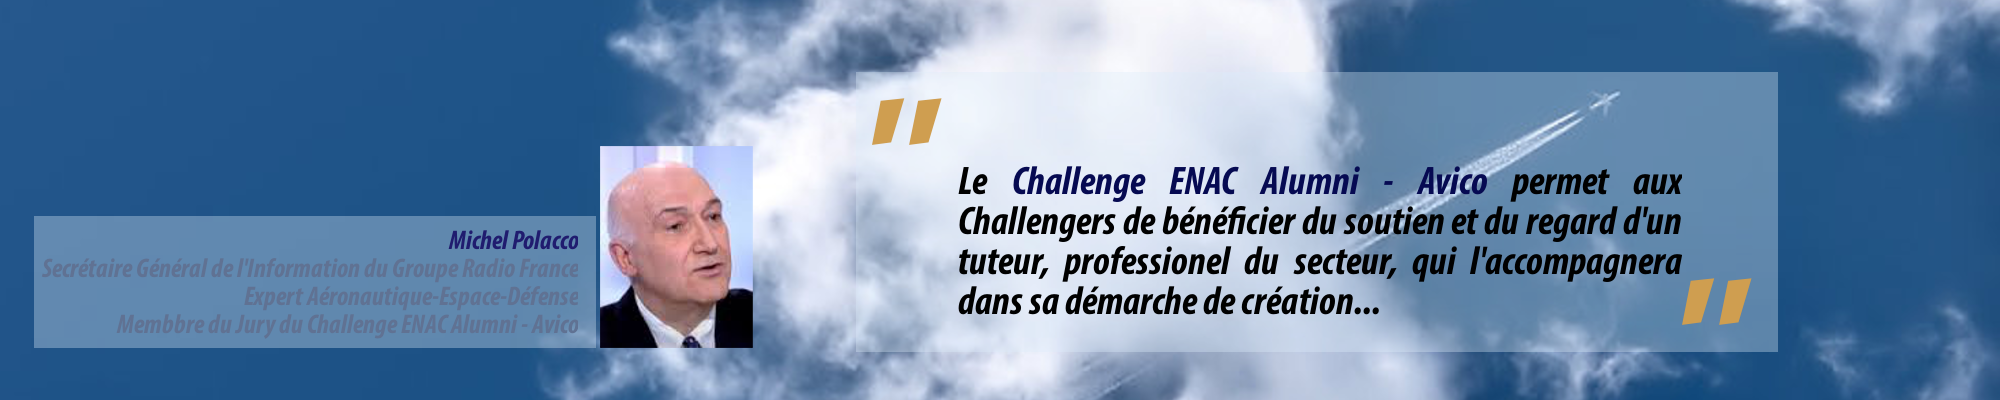 Michel Polacco
Secrétaire Général de l'Information du Groupe Radio France
Expert Aéronautique-Espace-Défense
Membbre du Jury du Challenge ENAC Alumni - Avico
"
Le Challenge ENAC Alumni - Avico permet aux
Challengers de bénéficier du soutien et du regard d'un
tuteur, professionel du secteur, qui l'accompagnera
dans sa démarche de création...
"